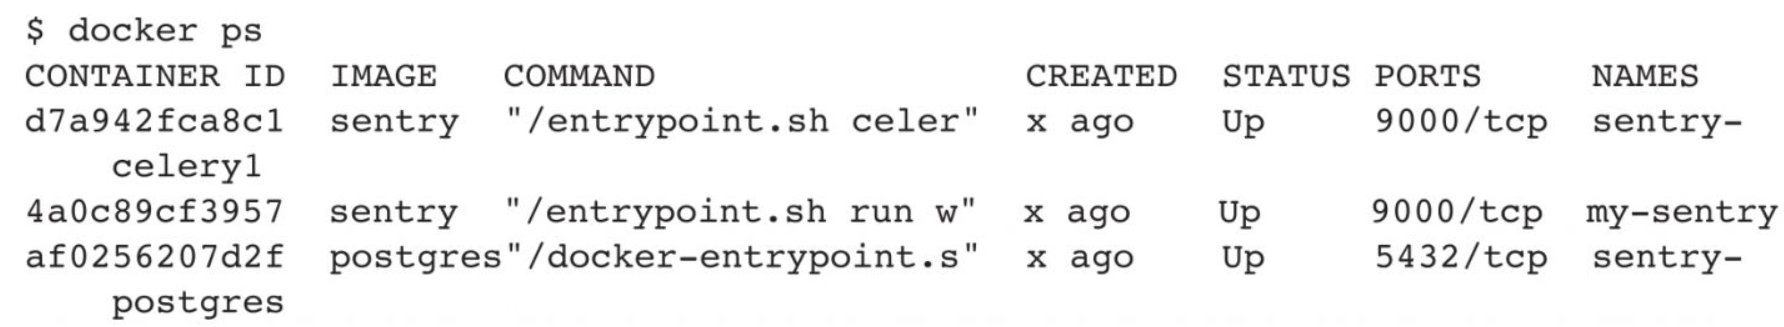 $ docker ps
CONTAINER ID  IMAGE   COMMAND                 CREATED  STATUS PORTS     NAMES
d7a942fca8c1  sentry  "/entrypoint.sh celer"  x ago    Up     9000/tcp  sentry-
    celery1
4a0c89cf3957  sentry  "/entrypoint.sh run w"  x ago    Up     9000/tcp  my-sentry
af0256207d2f  postgres"/docker-entrypoint.s"  x ago    Up     5432/tcp  sentry-
    postgres